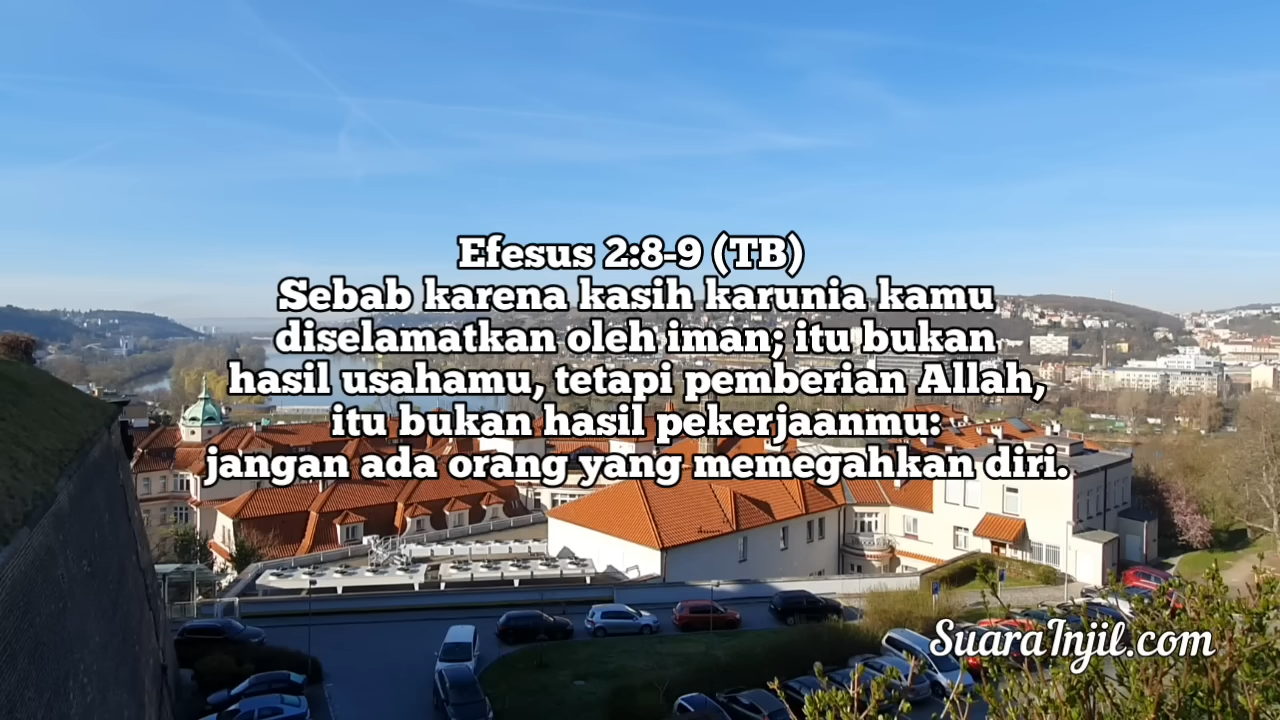 Efesus 2:8-9 (TB)
Sebab karena kasih karunia kamu
diselamatkan oleh iman; itu bukan
hasil usahamu, tetapi pemberian Allah,
itu bukan hasil pekerjaanmu:
jangan ada orang yang memegahkan diri.
SuaraInjil.com